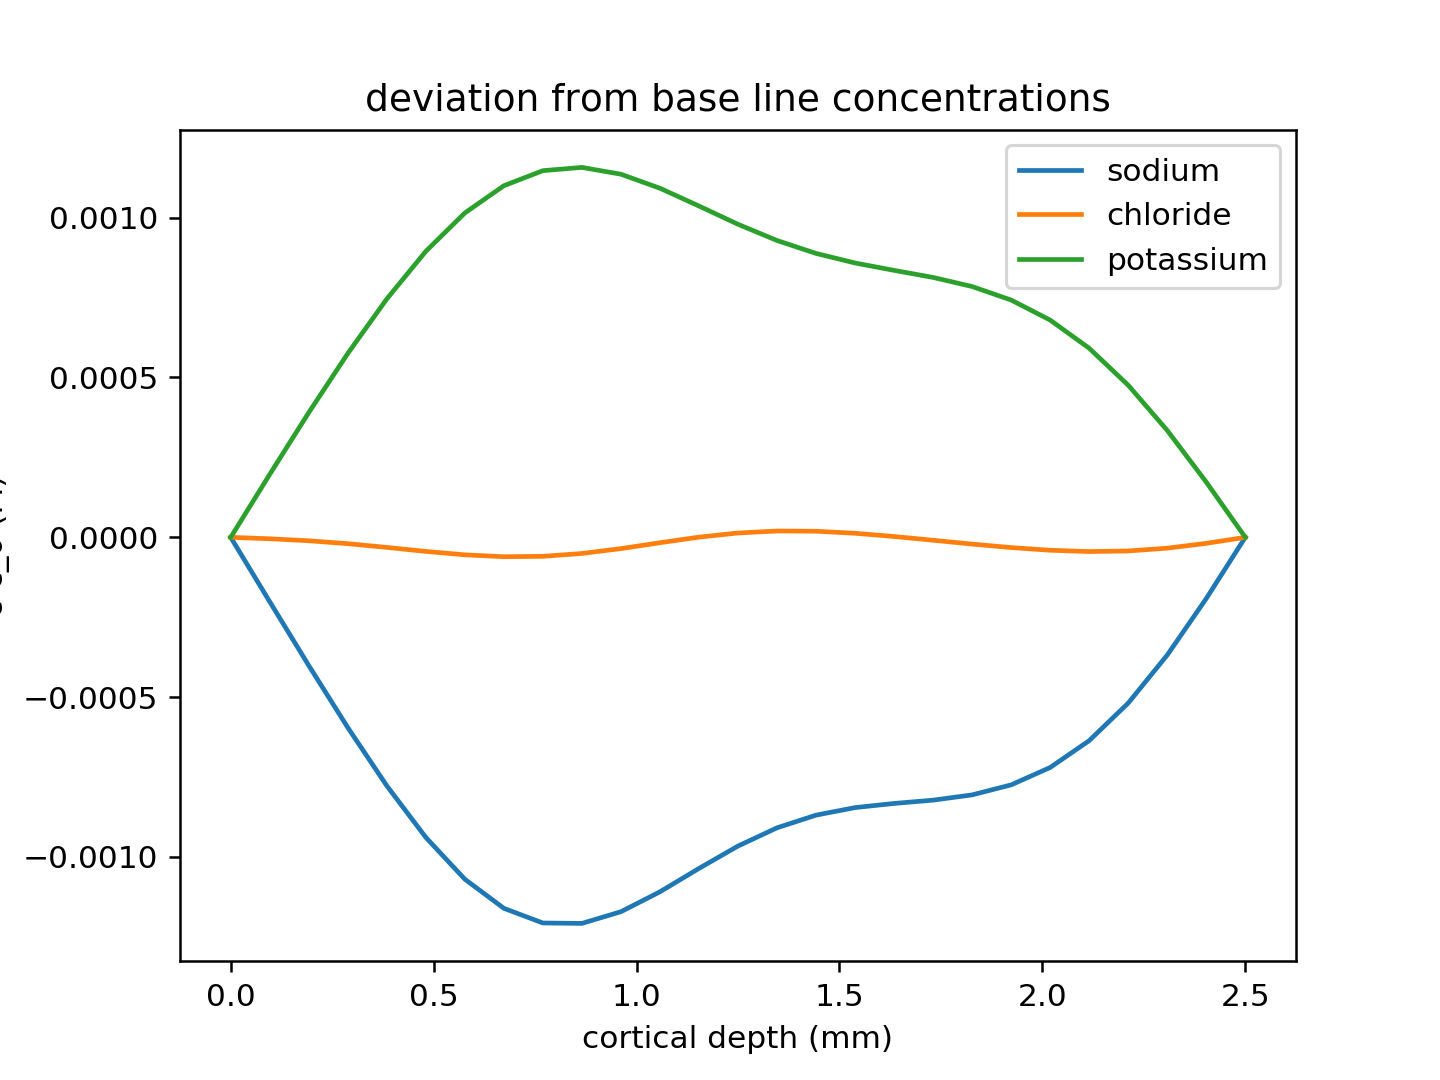 deviation from base line concentrations
sodium
chloride
potassium
0.0010
0.0005
0.0000
−0.0005
−0.0010
0.0
0.5
1.0
1.5
2.0
2.5
cortical depth (mm)